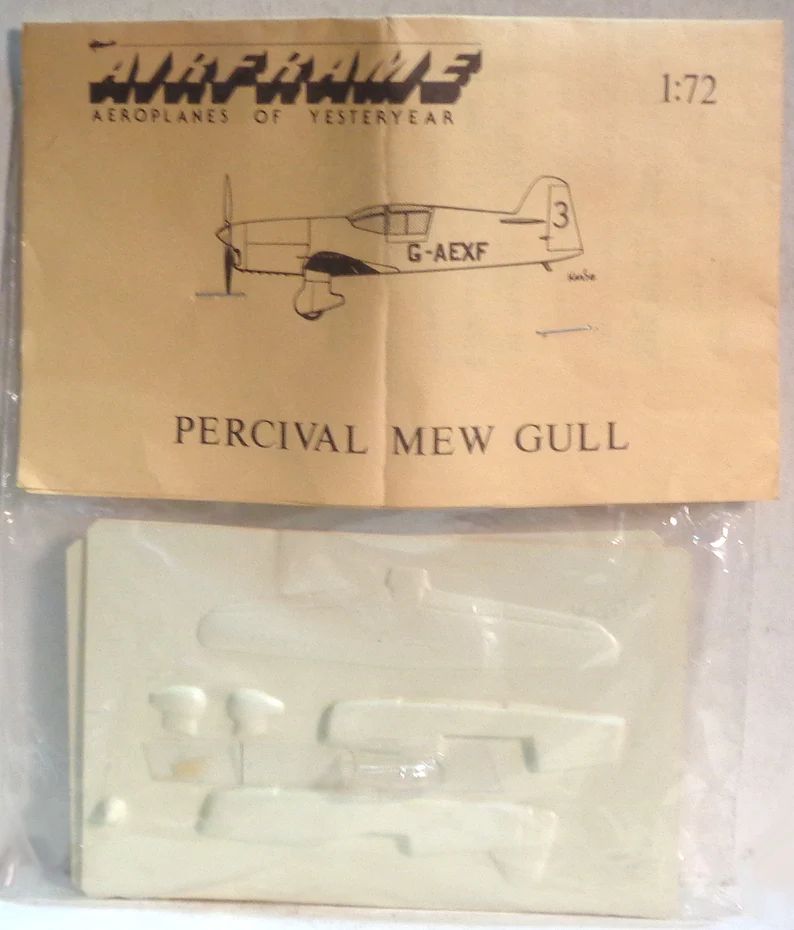 AIRFRAME
1:72
AEROPLANES OF YESTERYEAR
3
G-AEXF
PERCIVAL MEW GULL